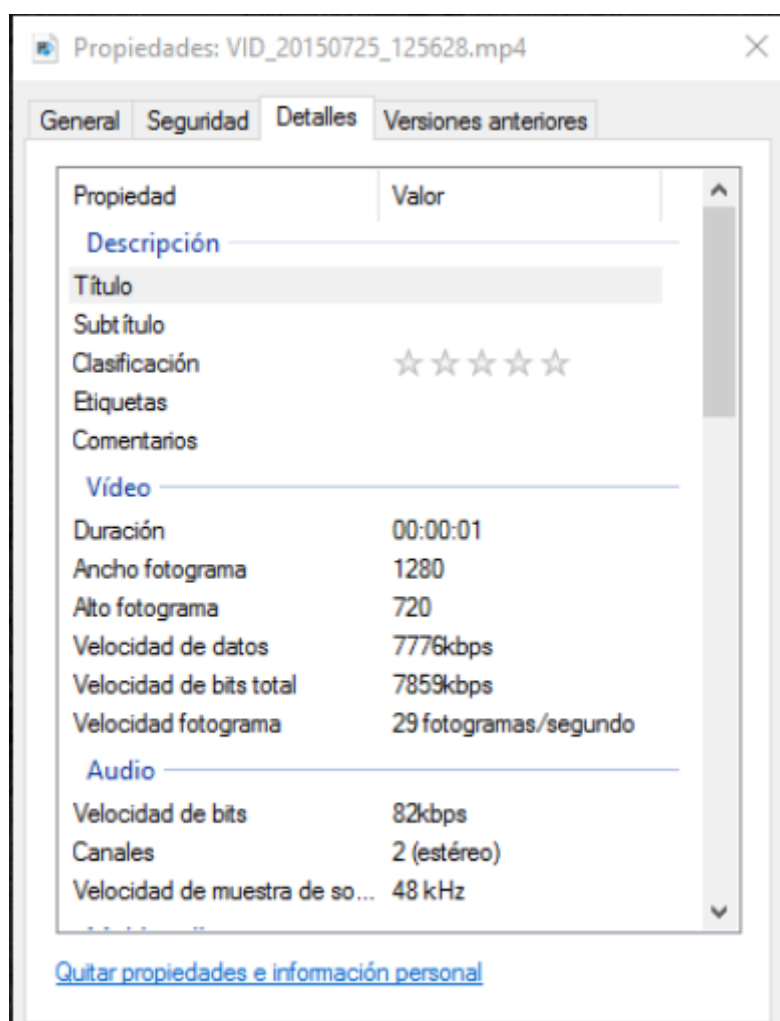 Propiedades: VID_20150725_125628.mp4
General Seguridad Detalles Versiones anteriores
Propiedad Valor
Descripción
Título
Subtítulo
Clasificación
Etiquetas
Comentarios
Vídeo
Duración 00:00:01
Ancho fotograma 1280
Alto fotograma 720
Velocidad de datos 7776kbps
Velocidad de bits total 7859kbps
Velocidad fotograma 29 fotogramas/segundo
Audio
Velocidad de bits 82kbps
Canales 2 (estéreo)
Velocidad de muestra de so... 48 kHz
Quitar propiedades e información personal